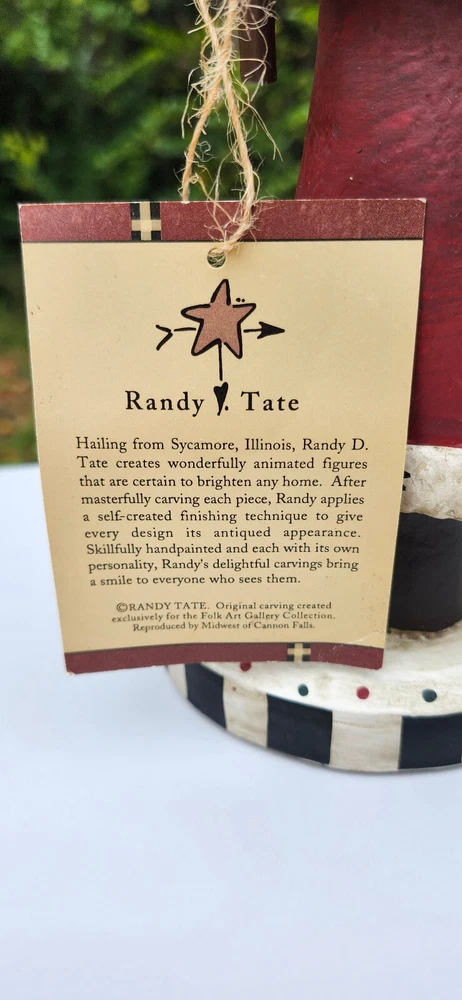 Randy . Tate
Hailing from Sycamore, Illinois, Randy D.
Tate creates wonderfully animated figures
that are certain to brighten any home. After
masterfully carving each piece, Randy applies
a self-created finishing technique to give
every design its antiqued appearance.
Skillfully handpainted and each with its own
personality, Randy's delightful carvings bring
a smile to everyone who sees them.
©RANDY TATE. Original carving created
exclusively for the Folk Art Gallery Collection.
Reproduced by Midwest of Cannon Falls.